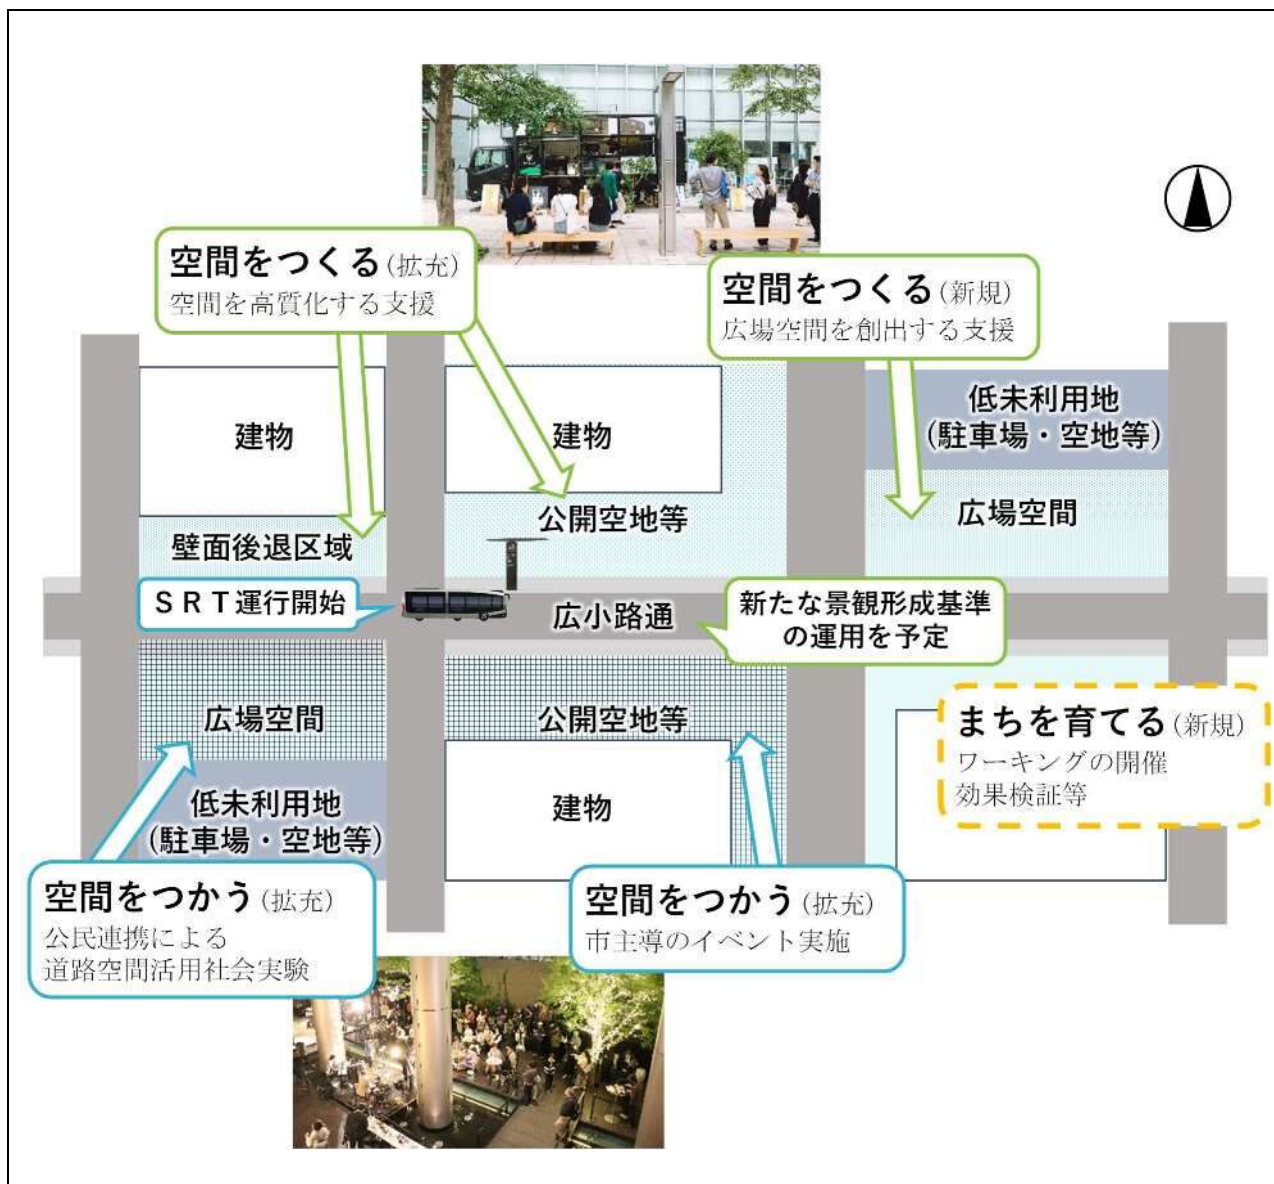 空間をつくる(拡充)
空間を高質化する支援
空間をつくる(新規)
広場空間を創出する支援
建物
建物
低未利用地
(駐車場・空地等)
壁面後退区域
公開空地等
広場空間
ＳＲＴ運行開始
広小路通
新たな景観形成基準
の運用を予定
広場空間
公開空地等
まちを育てる(新規)
ワーキングの開催
効果検証等
低未利用地
(駐車場・空地等)
建物
空間をつかう(拡充)
公民連携による
道路空間活用社会実験
空間をつかう(拡充)
市主導のイベント実施